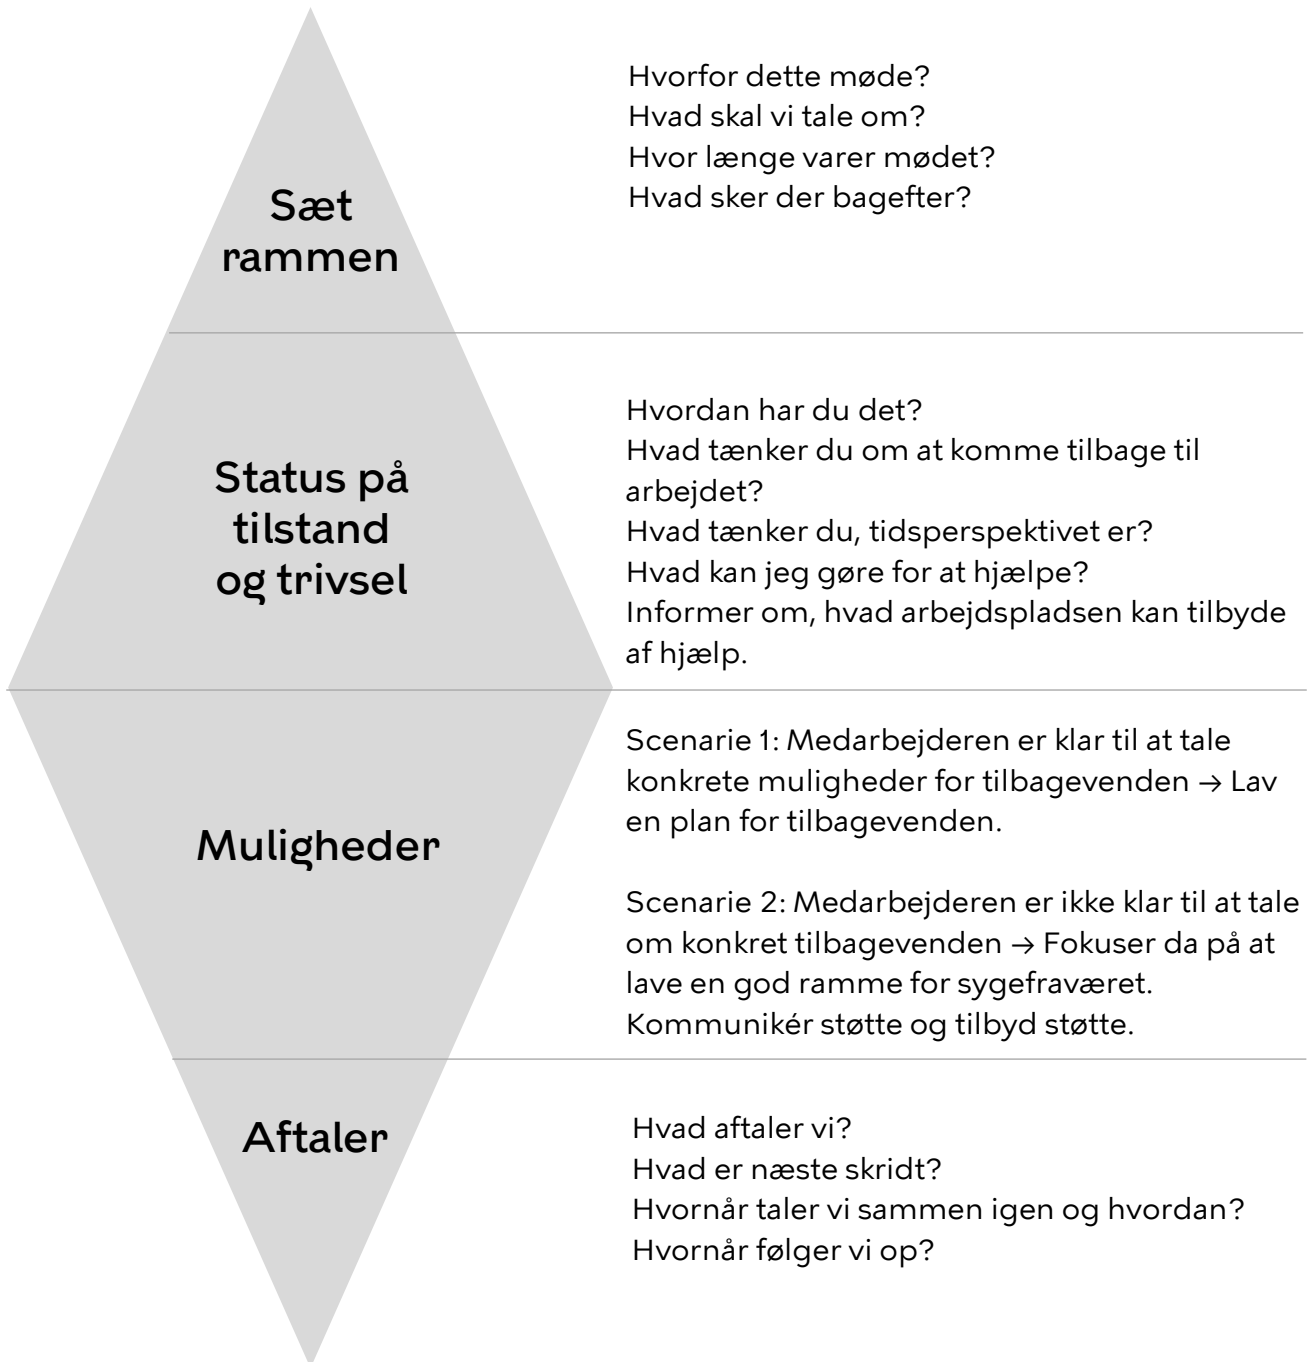 Hvorfor dette møde?
Hvad skal vi tale om?
Hvor længe varer mødet?
Hvad sker der bagefter?
Sæt
rammen
Hvordan har du det?
Hvad tænker du om at komme tilbage til
arbejdet?
Hvad tænker du, tidsperspektivet er?
Hvad kan jeg gøre for at hjælpe?
Informer om, hvad arbejdspladsen kan tilbyde
af hjælp.
Status på
tilstand
og trivsel
Scenarie 1: Medarbejderen er klar til at tale
konkrete muligheder for tilbagevenden → Lav
en plan for tilbagevenden.
Muligheder
Scenarie 2: Medarbejderen er ikke klar til at tale
om konkret tilbagevenden → Fokuser da på at
lave en god ramme for sygefraværet.
Kommunikér støtte og tilbyd støtte.
Aftaler
Hvad aftaler vi?
Hvad er næste skridt?
Hvornår taler vi sammen igen og hvordan?
Hvornår følger vi op?